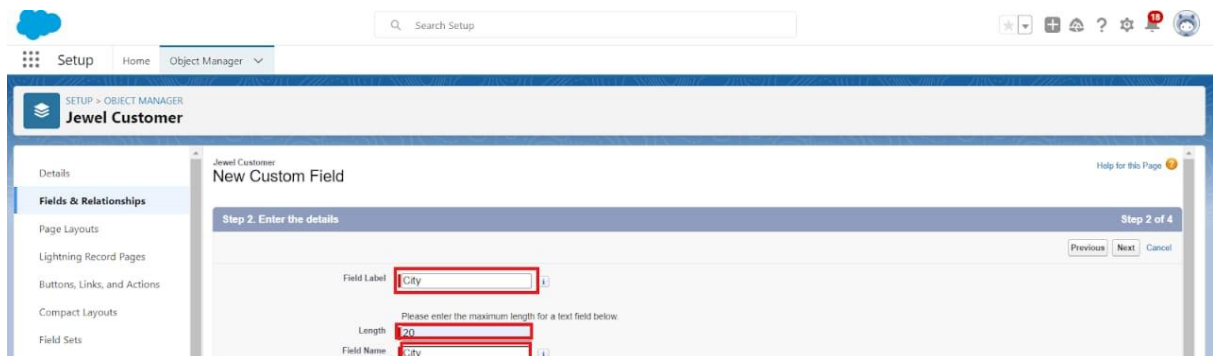 Search Setup
18
Setup Home Object Manager
SETUP > OBJECT MANAGER
Jewel Customer
Details
Fields & Relationships
Page Layouts
Lightning Record Pages
Buttons, Links, and Actions
Compact Layouts
Field Sets
Jewel Customer
New Custom Field
Help for this Page
Step 2. Enter the details Step 2 of 4
Previous Next Cancel
Field Label City
Please enter the maximum length for a text field below.
Length 20
Field Name City